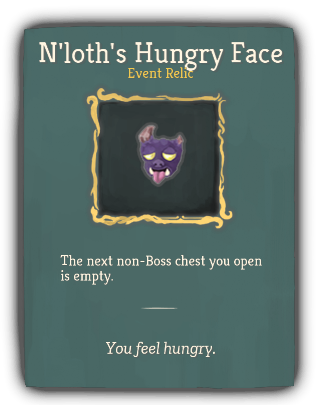 N'loth's Hungry Face
Event Relic
The next non-Boss chest you open
is empty.
You feel hungry.